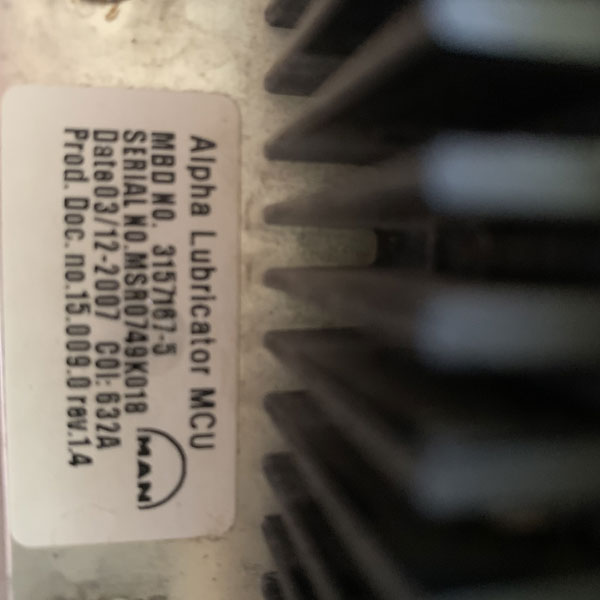 Alpha Lubricator MCU
MBD NO. 3157167-5
SERIAL NO.MSR0749K018
Date03/12-2007 COI: 632A
Prod. Doc. no.15.009.0 rev.1.4
MAN